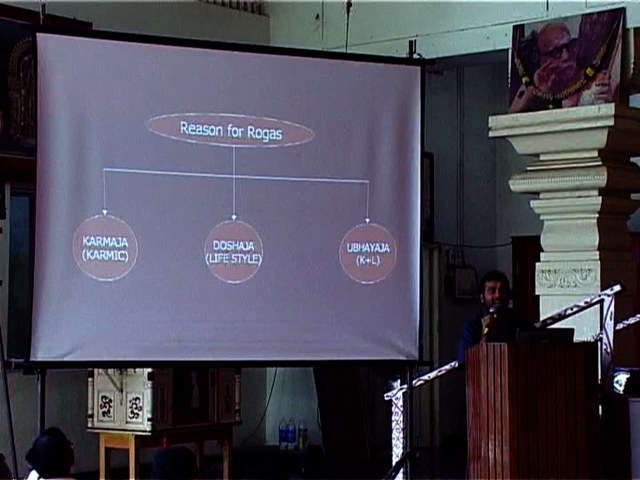 Reason for Rogas
KARMAJA
(KARMIC)
DOSHAJA
(LIFE STYLE)
UBHAYAJA
(K+L)